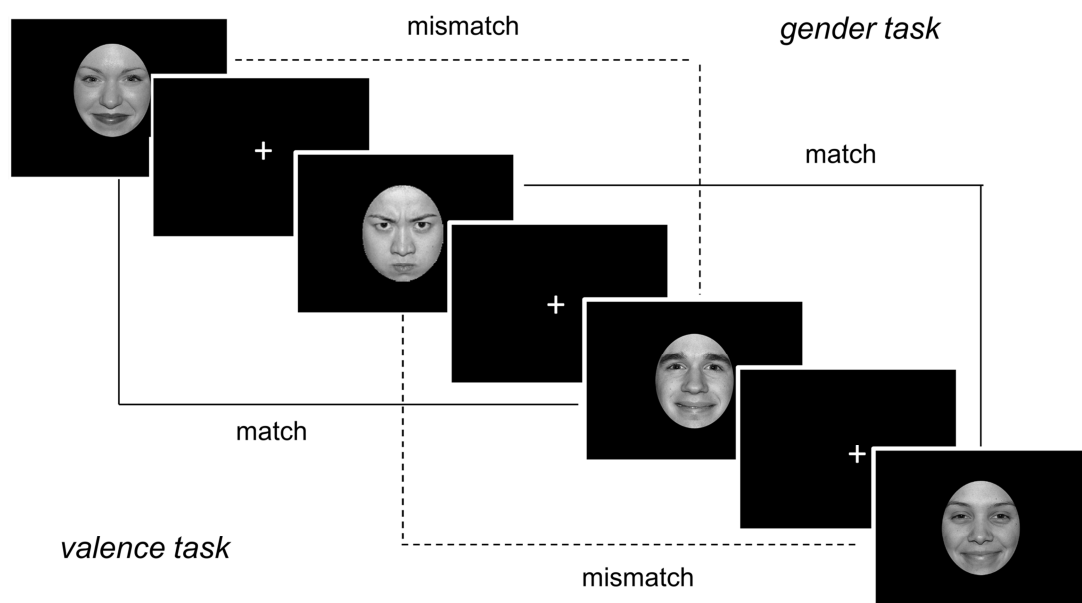 mismatch
gender task
match
match
valence task
mismatch